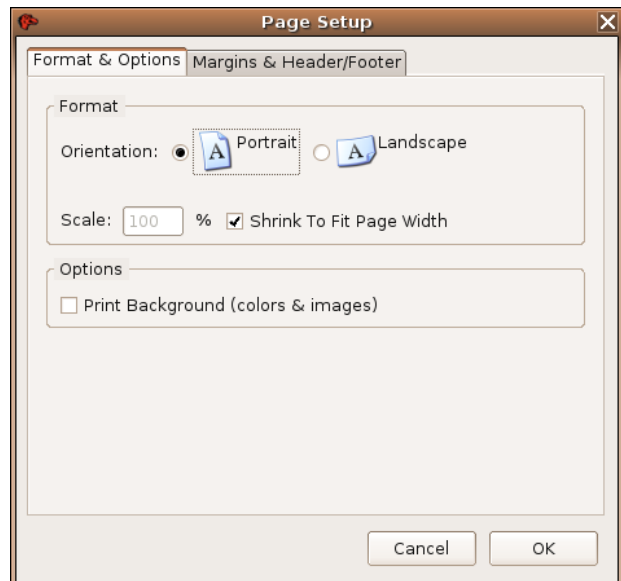 Page Setup
Format & Options Margins & Header/Footer
Format
Orientation: A Portrait A Landscape
Scale: 100 % Shrink To Fit Page Width
Options
Print Background (colors & images)
Cancel OK